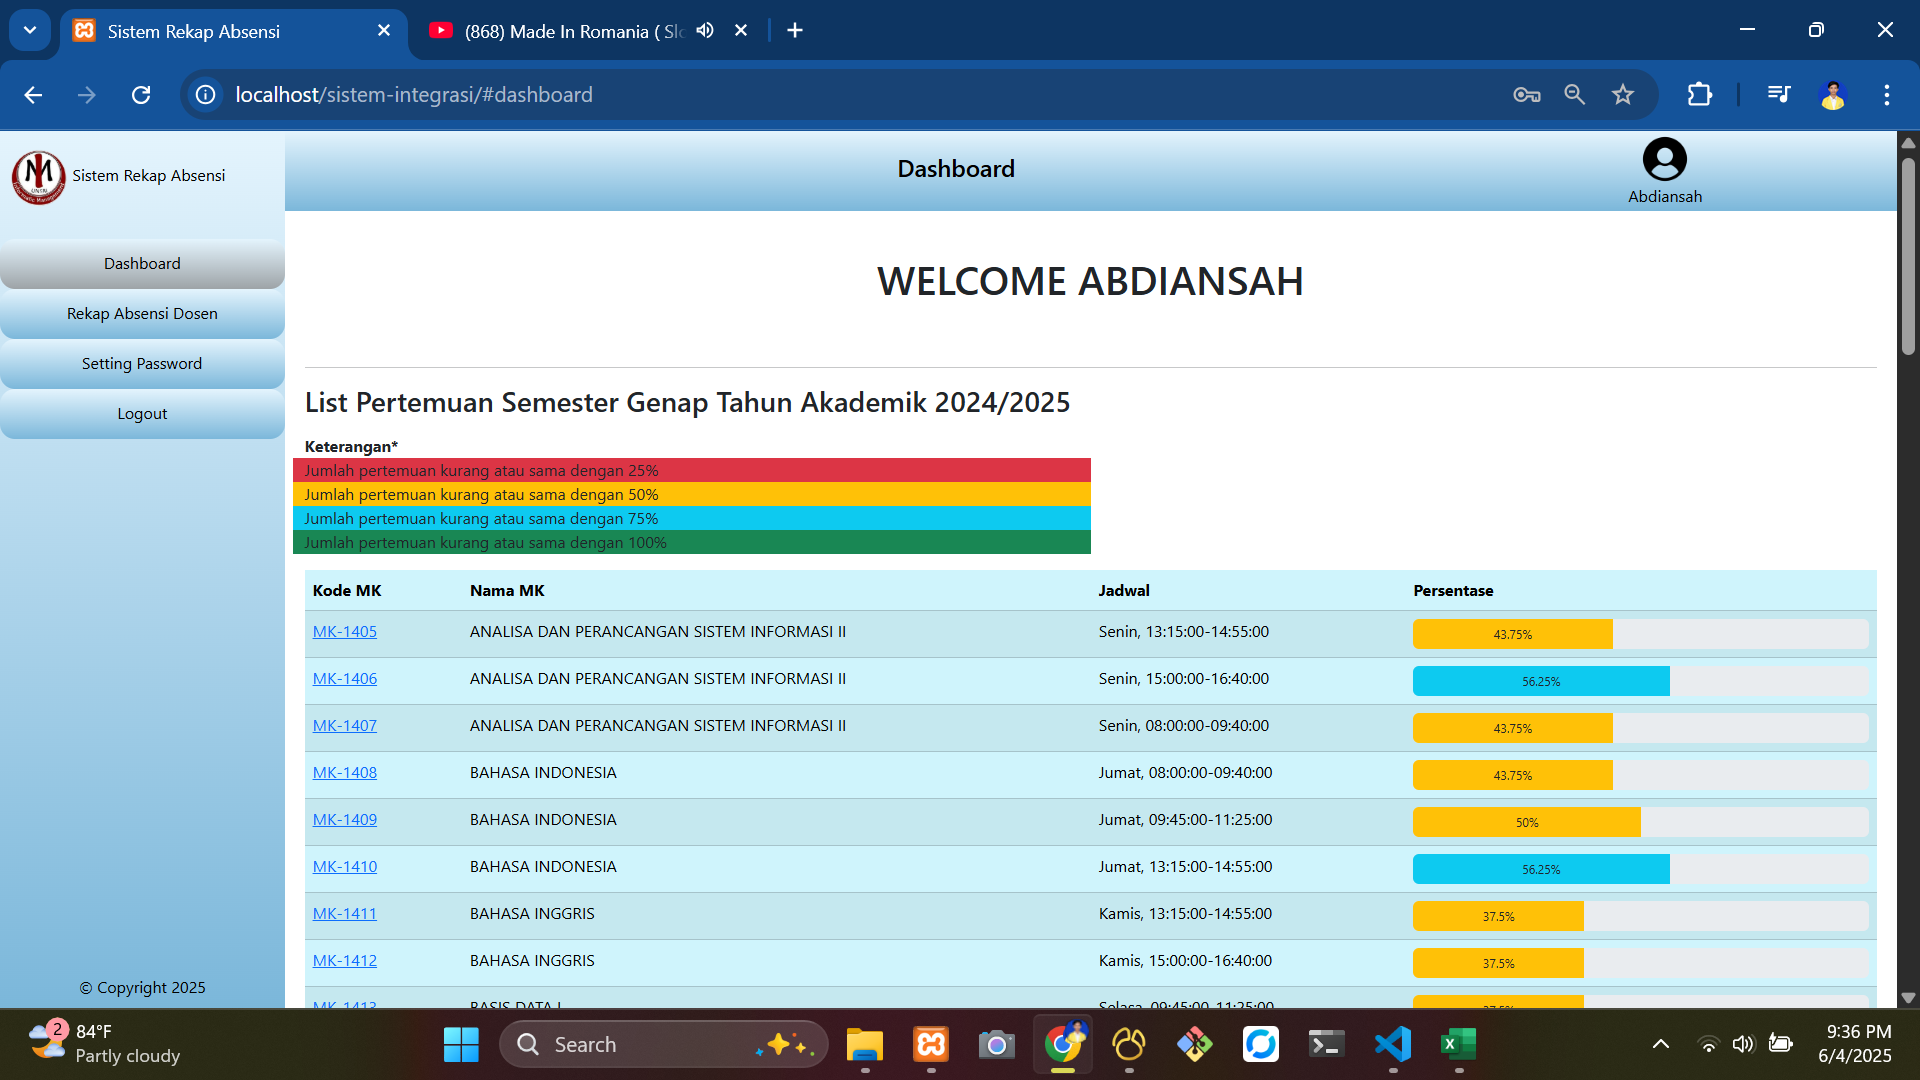 Sistem Rekap Absensi
(868) Made In Romania ( Slo
localhost/sistem-integrasi/#dashboard
Sistem Rekap Absensi
Dashboard
Abdiansah
Dashboard
Rekap Absensi Dosen
Setting Password
Logout
WELCOME ABDIANSAH
List Pertemuan Semester Genap Tahun Akademik 2024/2025
Keterangan*
Jumlah pertemuan kurang atau sama dengan 25%
Jumlah pertemuan kurang atau sama dengan 50%
Jumlah pertemuan kurang atau sama dengan 75%
Jumlah pertemuan kurang atau sama dengan 100%
Kode MK Nama MK Jadwal Persentase
MK-1405 ANALISA DAN PERANCANGAN SISTEM INFORMASI II Senin, 13:15:00-14:55:00 43.75%
MK-1406 ANALISA DAN PERANCANGAN SISTEM INFORMASI II Senin, 15:00:00-16:40:00 56.25%
MK-1407 ANALISA DAN PERANCANGAN SISTEM INFORMASI II Senin, 08:00:00-09:40:00 43.75%
MK-1408 BAHASA INDONESIA Jumat, 08:00:00-09:40:00 43.75%
MK-1409 BAHASA INDONESIA Jumat, 09:45:00-11:25:00 50%
MK-1410 BAHASA INDONESIA Jumat, 13:15:00-14:55:00 56.25%
MK-1411 BAHASA INGGRIS Kamis, 13:15:00-14:55:00 37.5%
MK-1412 BAHASA INGGRIS Kamis, 15:00:00-16:40:00 37.5%
MK-1413 BASIS DATA I Selasa, 09:45:00-11:25:00 37.5%
© Copyright 2025
2
84°F
Partly cloudy
Search
9:36 PM
6/4/2025